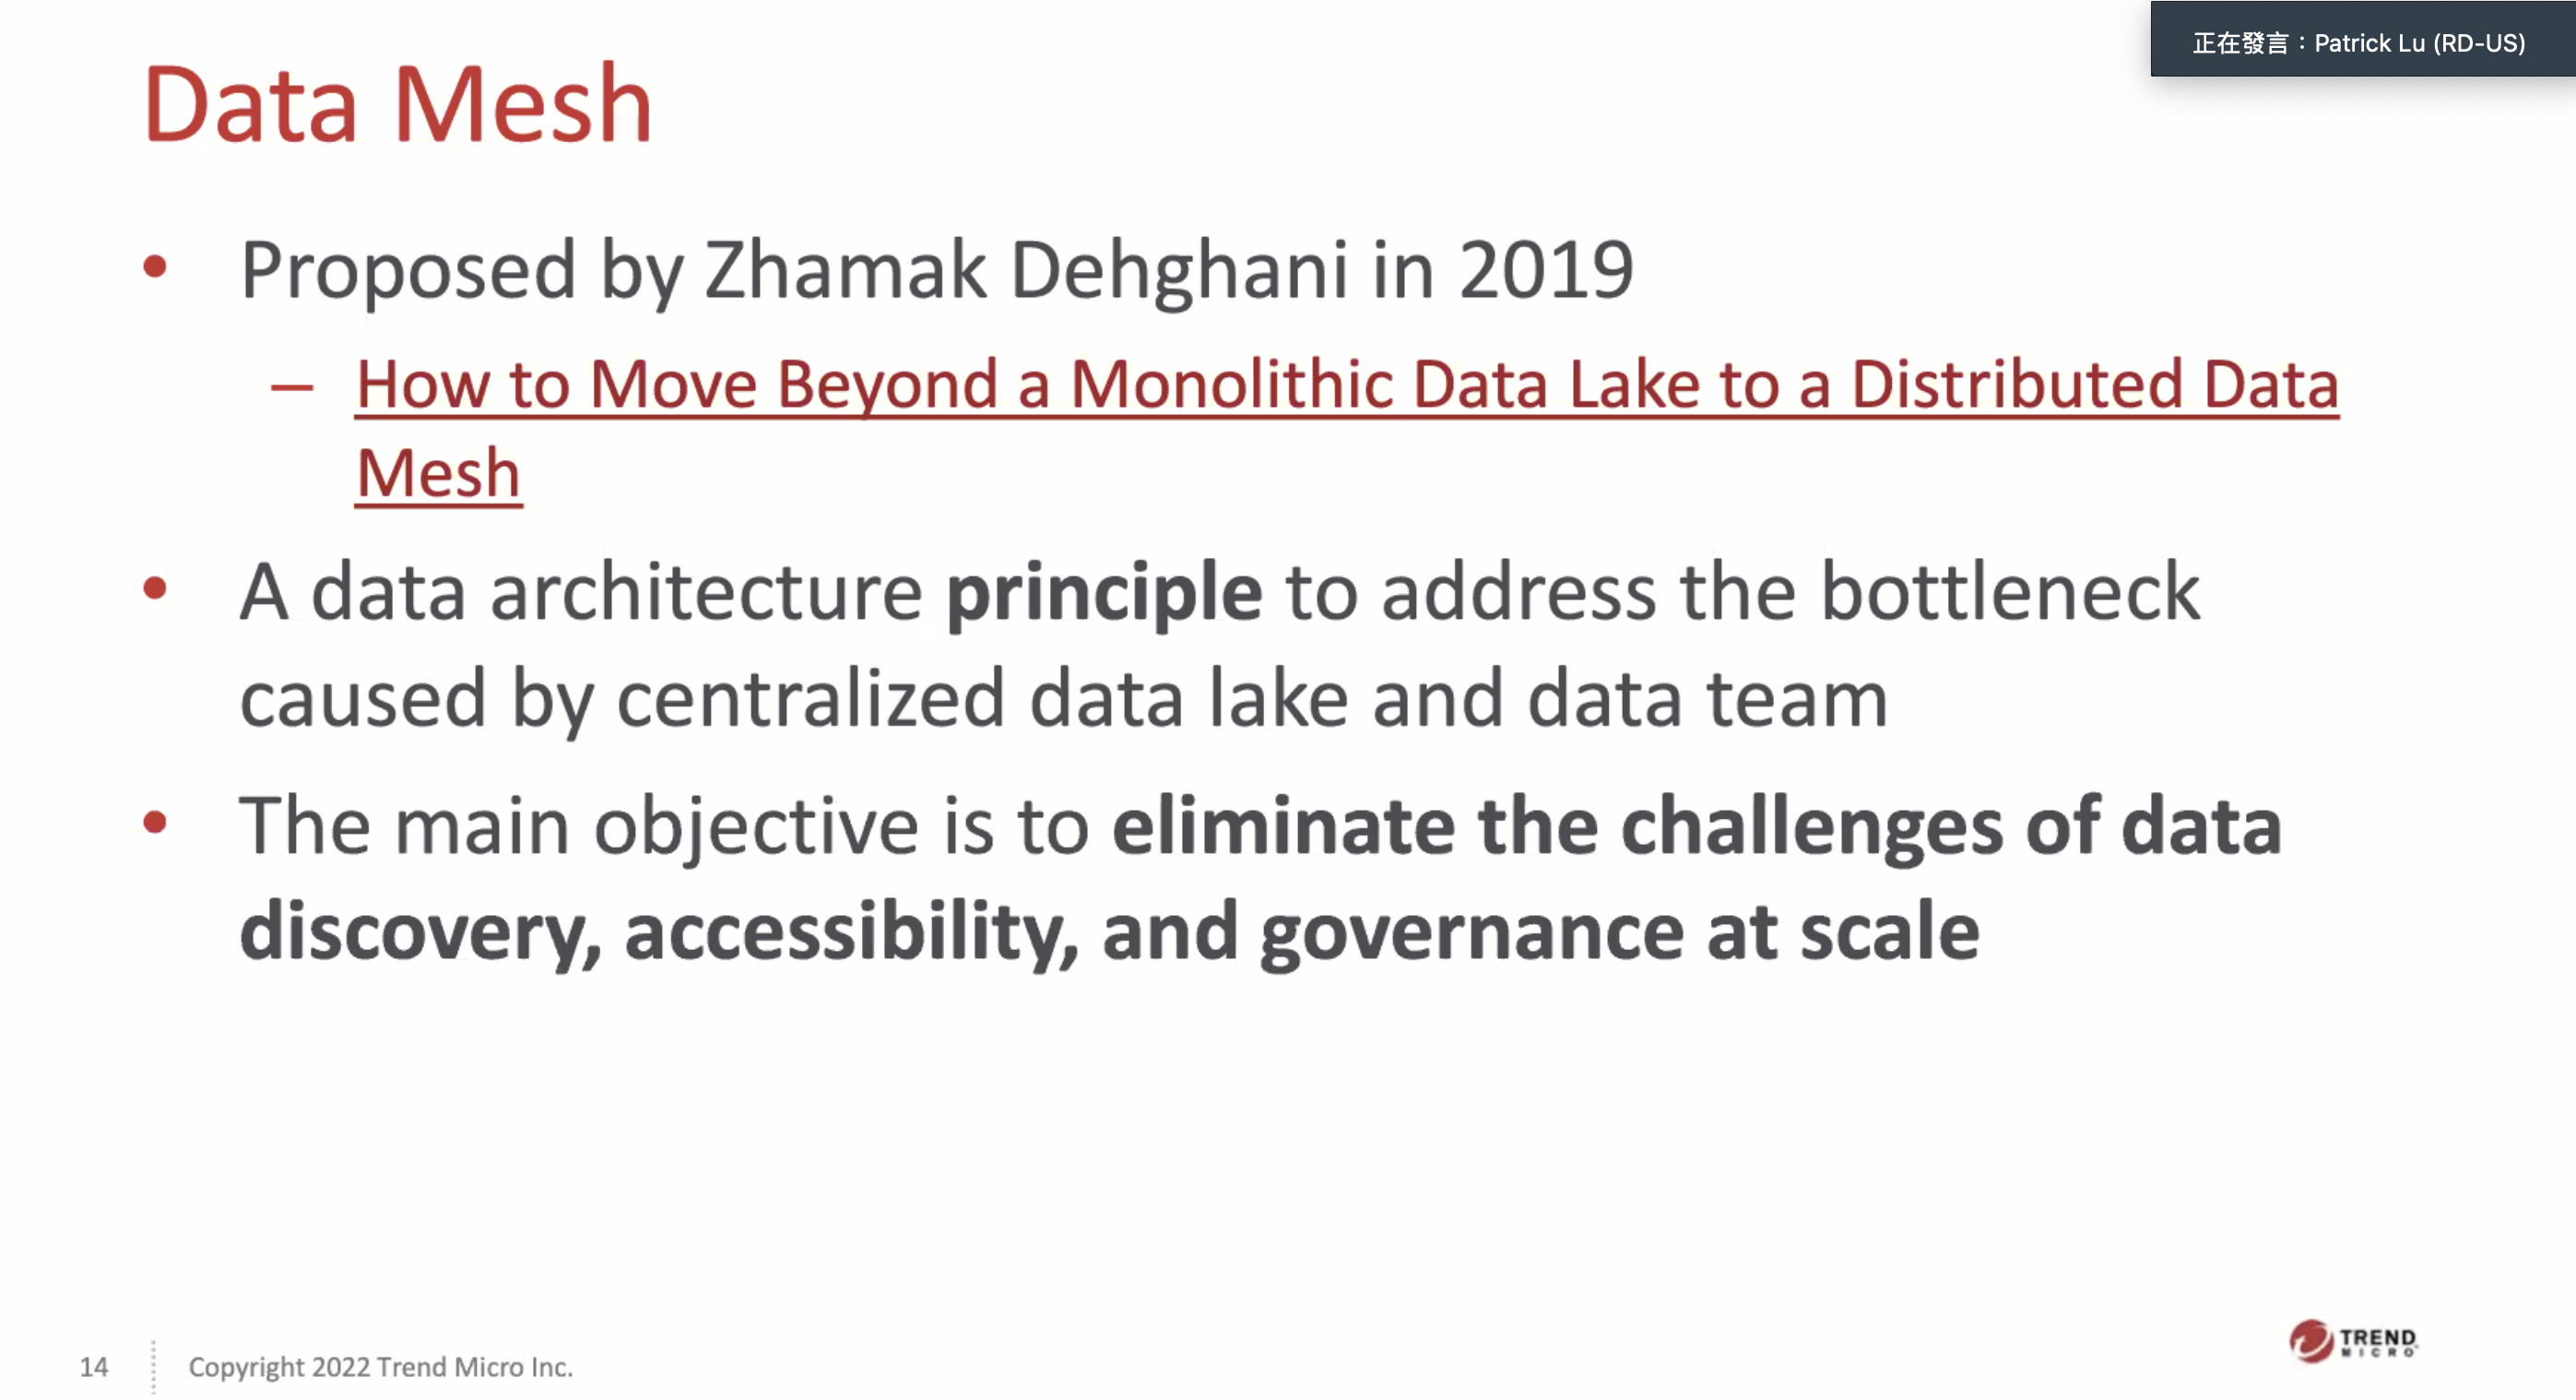 正在發言：Patrick Lu (RD-US)
Data Mesh
• Proposed by Zhamak Dehghani in 2019
– How to Move Beyond a Monolithic Data Lake to a Distributed Data
Mesh
• A data architecture principle to address the bottleneck
caused by centralized data lake and data team
• The main objective is to eliminate the challenges of data
discovery, accessibility, and governance at scale
14
Copyright 2022 Trend Micro Inc.
TREND
MICRO